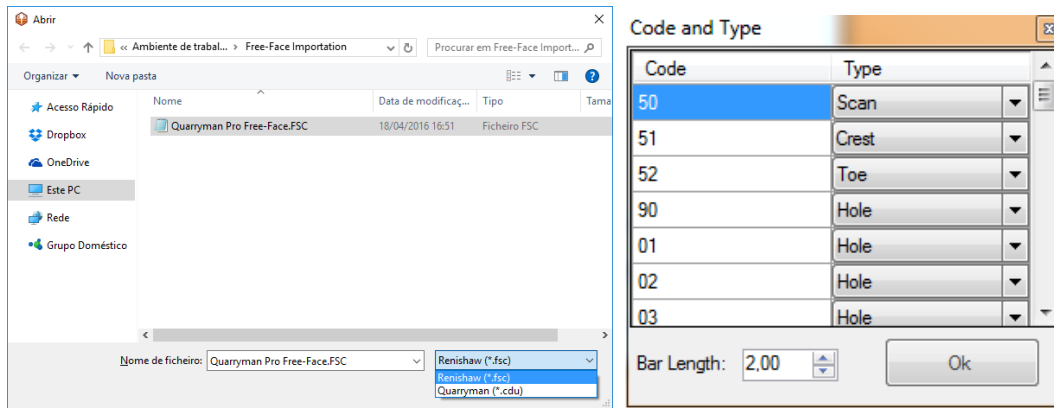 Abrir
« Ambiente de trabal... › Free-Face Importation
Procurar em Free-Face Import...
Organizar
Nova pasta
Nome
Data de modificaç...
Tipo
Tama
Acesso Rápido
Dropbox
OneDrive
Este PC
Rede
Grupo Doméstico
Quarryman Pro Free-Face.FSC
18/04/2016 16:51
Ficheiro FSC
Nome de ficheiro:
Quarryman Pro Free-Face.FSC
Renishaw (*.fsc)
Renishaw (*.fsc)
Quarryman (*.cdu)
Code and Type
Code Type
50 Scan
51 Crest
52 Toe
90 Hole
01 Hole
02 Hole
03 Hole
Bar Length: 2,00
Ok